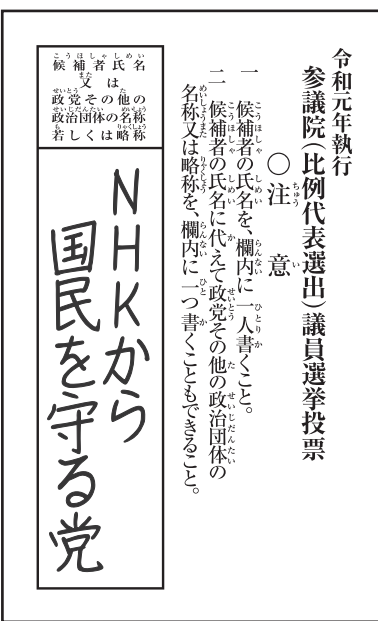 令和元年執行
参議院(比例代表選出)議員選挙投票
〇注意
一 候補者の氏名を、欄内に一人書くこと。
二 候補者の氏名に代えて政党その他の政治団体の
名称又は略称を、欄内に一つ書くこともできること。
候補者氏名
又は
政党その他の
政治団体の名称
若しくは略称
NHKから
国民を守る党